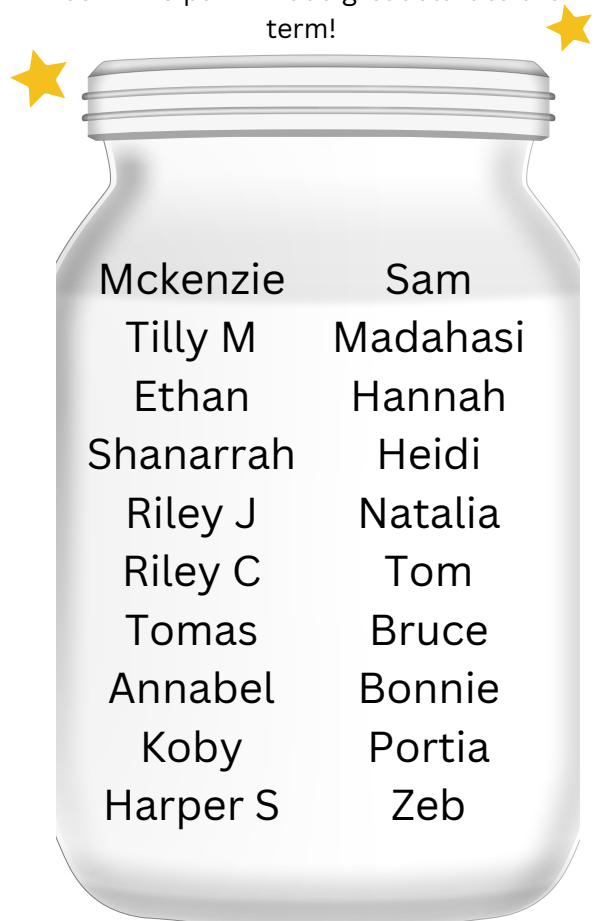 term!
Mckenzie
Tilly M
Ethan
Shanarrah
Riley J
Riley C
Tomas
Annabel
Koby
Harper S
Sam
Madahasi
Hannah
Heidi
Natalia
Tom
Bruce
Bonnie
Portia
Zeb